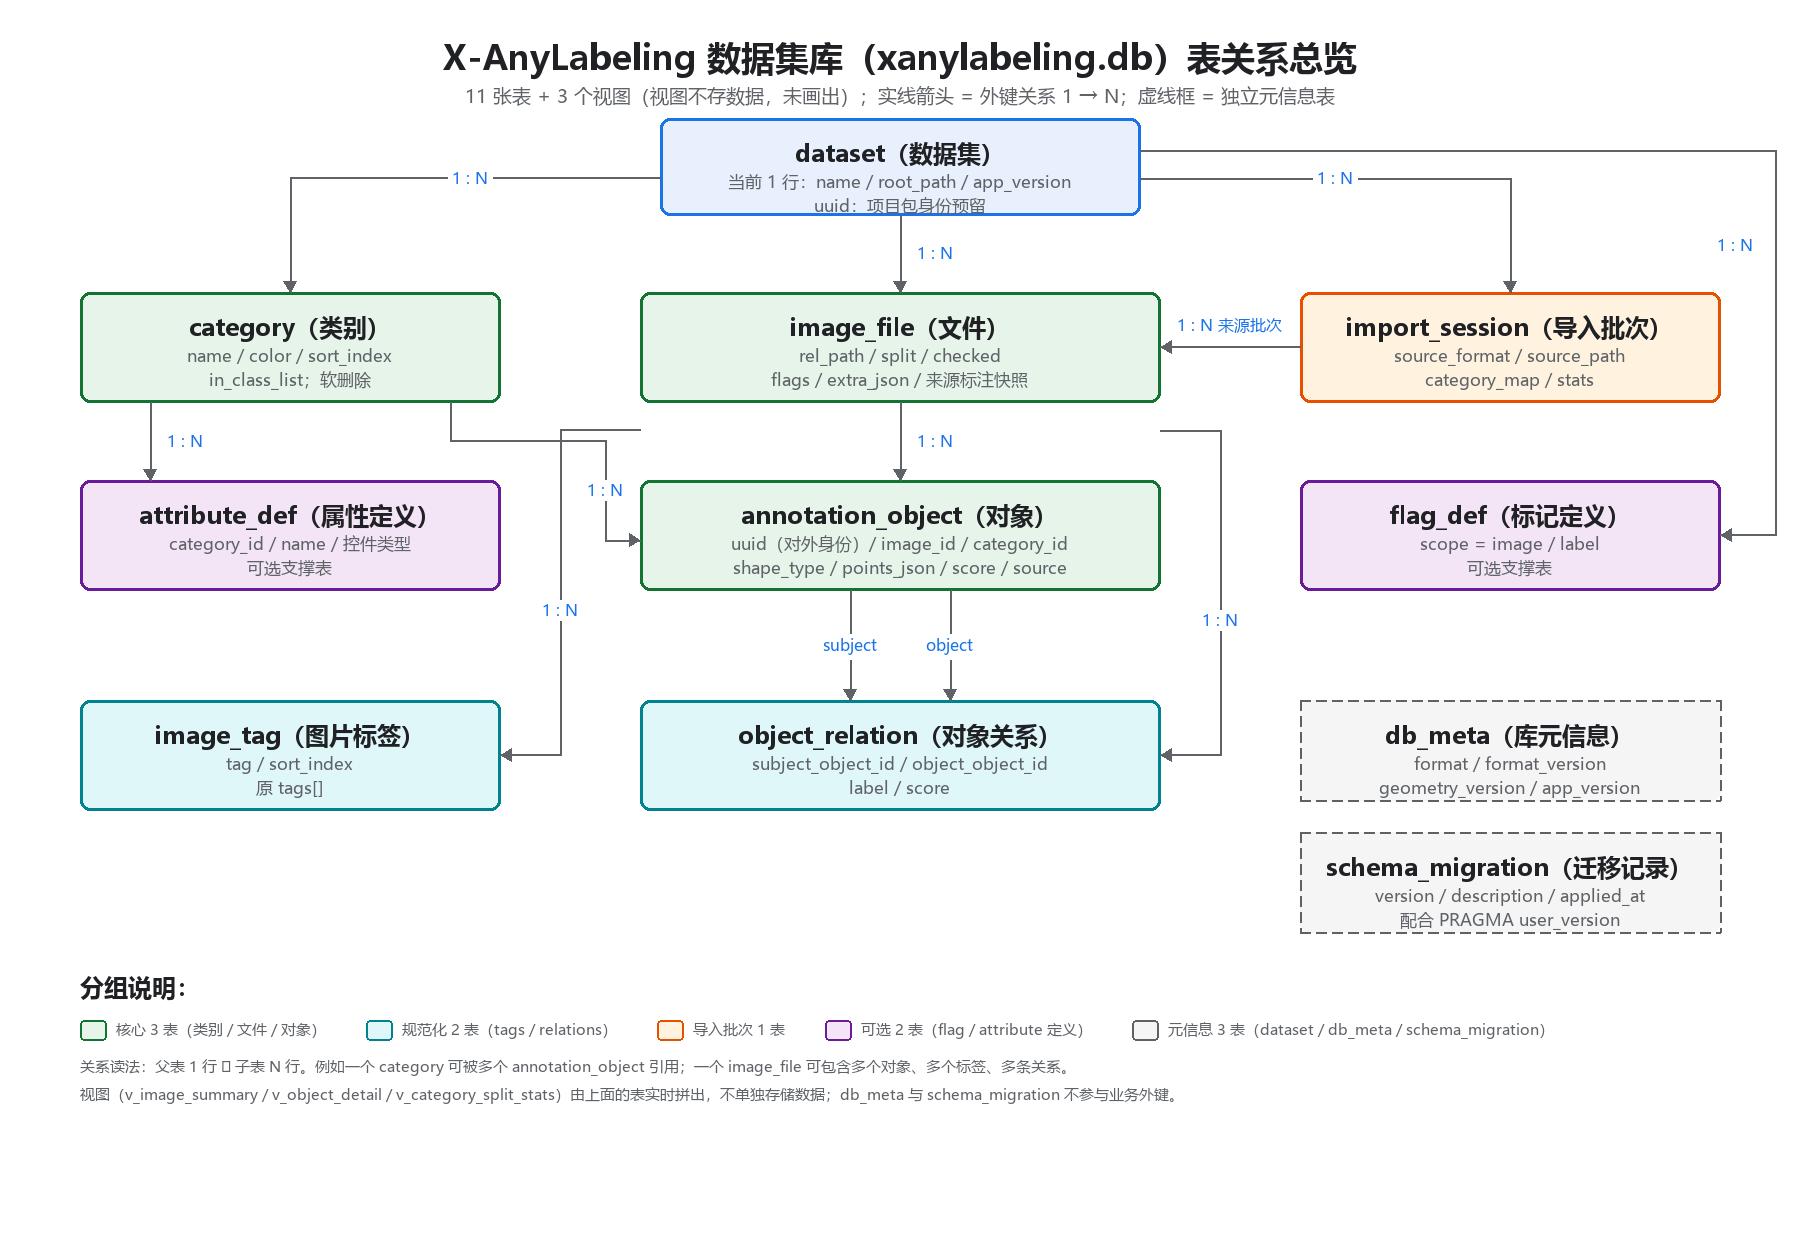 X-AnyLabeling 数据集库（xanylabeling.db）表关系总览
11 张表 + 3 个视图（视图不存数据，未画出）；实线箭头 = 外键关系 1 → N；虚线框 = 独立元信息表
dataset（数据集）
当前 1 行：name / root_path / app_version
uuid：项目包身份预留
1 : N
1 : N
1 : N
1 : N
category（类别）
name / color / sort_index
in_class_list；软删除
image_file（文件）
rel_path / split / checked
flags / extra_json / 来源标注快照
1 : N 来源批次
import_session（导入批次）
source_format / source_path
category_map / stats
1 : N
1 : N
1 : N
attribute_def（属性定义）
category_id / name / 控件类型
可选支撑表
annotation_object（对象）
uuid（对外身份）/ image_id / category_id
shape_type / points_json / score / source
flag_def（标记定义）
scope = image / label
可选支撑表
1 : N
1 : N
subject
object
image_tag（图片标签）
tag / sort_index
原 tags[]
object_relation（对象关系）
subject_object_id / object_object_id
label / score
db_meta（库元信息）
format / format_version
geometry_version / app_version
schema_migration（迁移记录）
version / description / applied_at
配合 PRAGMA user_version
分组说明：
核心 3 表（类别 / 文件 / 对象）
规范化 2 表（tags / relations）
导入批次 1 表
可选 2 表（flag / attribute 定义）
元信息 3 表（dataset / db_meta / schema_migration）
关系读法：父表 1 行 ▯ 子表 N 行。例如一个 category 可被多个 annotation_object 引用；一个 image_file 可包含多个对象、多个标签、多条关系。
视图（v_image_summary / v_object_detail / v_category_split_stats）由上面的表实时拼出，不单独存储数据；db_meta 与 schema_migration 不参与业务外键。